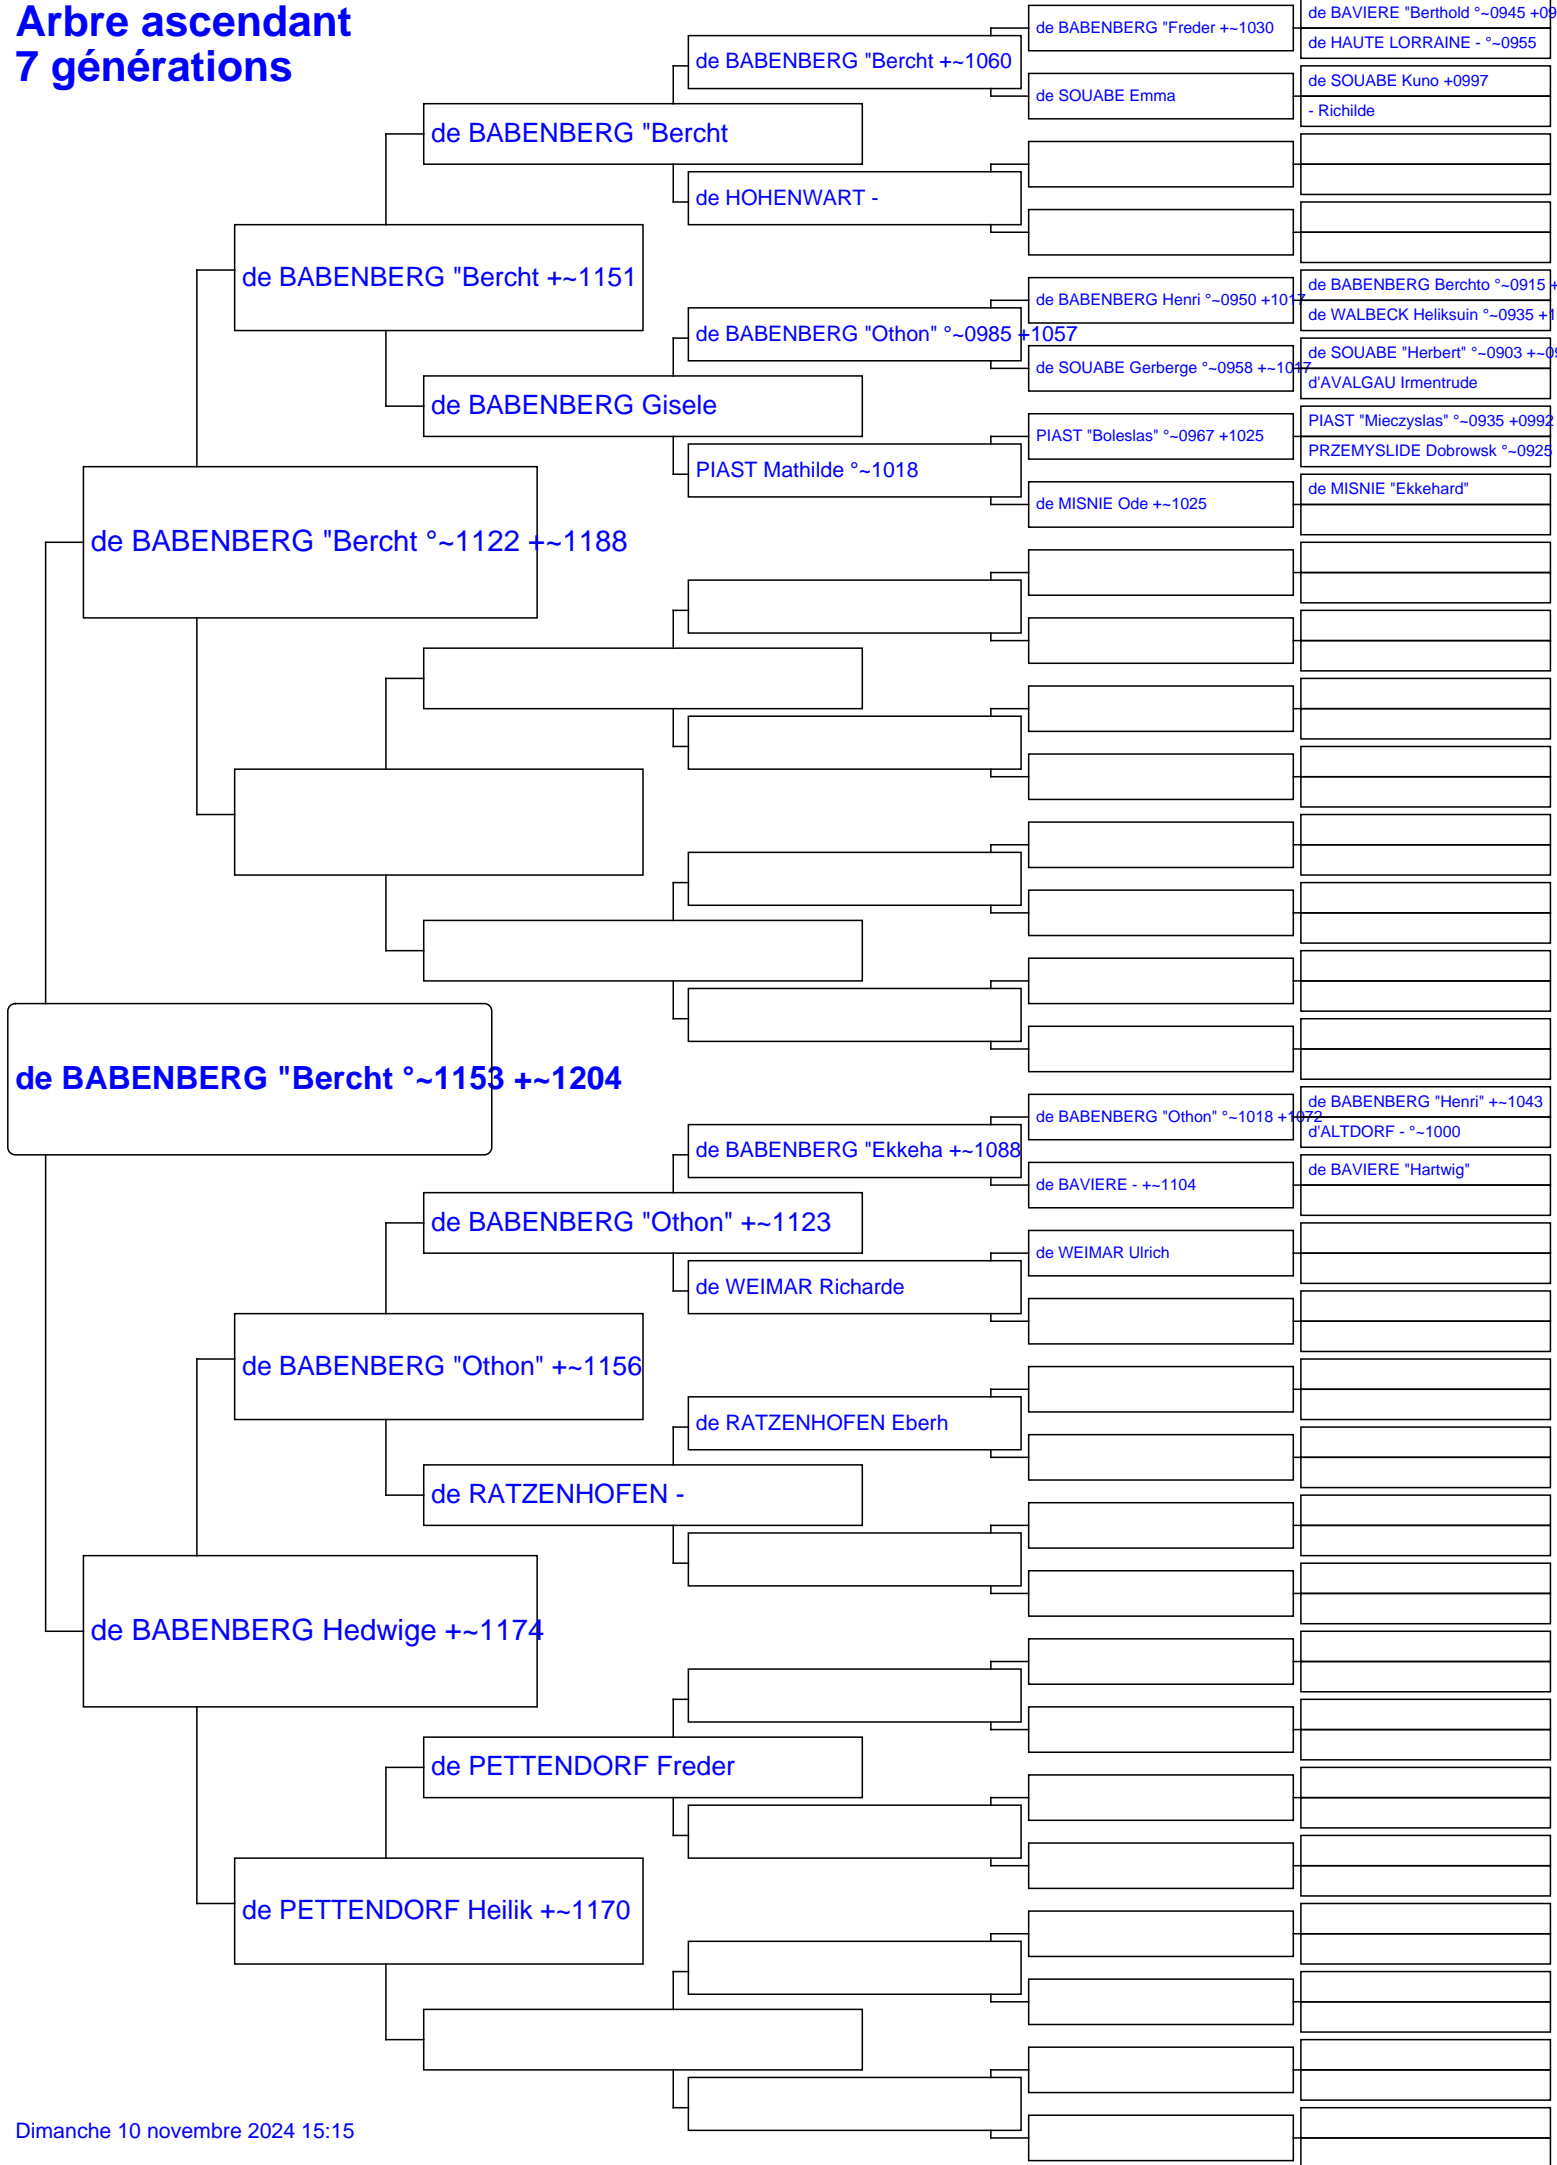 Arbre ascendant
7 générations
de BAVIERE "Berthold °~0945 +09
de BABENBERG "Freder +~1030
de HAUTE LORRAINE - °~0955
de BABENBERG "Bercht +~1060
de SOUABE Kuno +0997
de SOUABE Emma
- Richilde
de BABENBERG "Bercht
de HOHENWART -
de BABENBERG "Bercht +~1151
de BABENBERG Berchto °~0915 +
de BABENBERG Henri °~0950 +1017
de WALBECK Heliksuin °~0935 +1
de BABENBERG "Othon" °~0985 +1057
de SOUABE "Herbert" °~0903 +~09
de SOUABE Gerberge °~0958 +~1017
d'AVALGAU Irmentrude
de BABENBERG Gisele
PIAST "Mieczyslas" °~0935 +0992
PIAST "Boleslas" °~0967 +1025
PRZEMYSLIDE Dobrowsk °~0925
PIAST Mathilde °~1018
de MISNIE "Ekkehard"
de MISNIE Ode +~1025
de BABENBERG "Bercht °~1122 +~1188
de BABENBERG "Bercht °~1153 +~1204
de BABENBERG "Henri" +~1043
de BABENBERG "Othon" °~1018 +1072
d'ALTDORF - °~1000
de BABENBERG "Ekkeha +~1088
de BAVIERE "Hartwig"
de BAVIERE - +~1104
de BABENBERG "Othon" +~1123
de WEIMAR Ulrich
de WEIMAR Richarde
de BABENBERG "Othon" +~1156
de RATZENHOFEN Eberh
de RATZENHOFEN -
de BABENBERG Hedwige +~1174
de PETTENDORF Freder
de PETTENDORF Heilik +~1170
Dimanche 10 novembre 2024 15:15